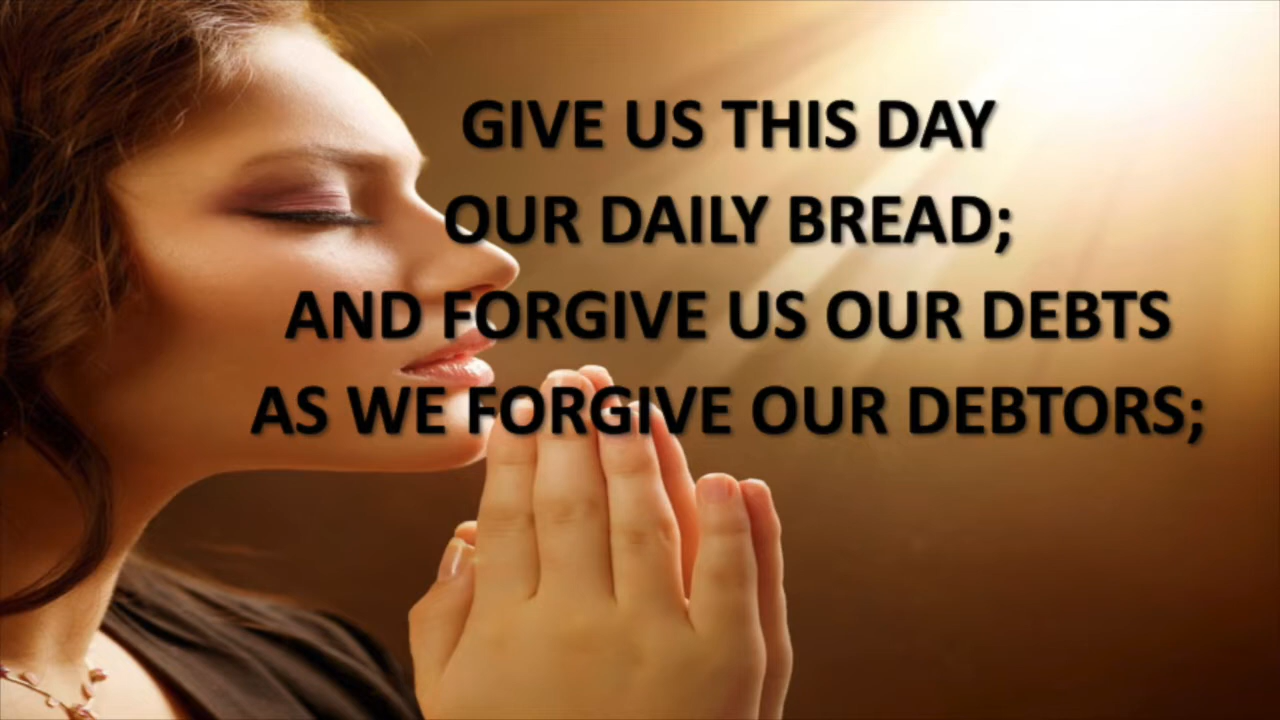 GIVE US THIS DAY
OUR DAILY BREAD;
AND FORGIVE US OUR DEBTS
AS WE FORGIVE OUR DEBTORS;